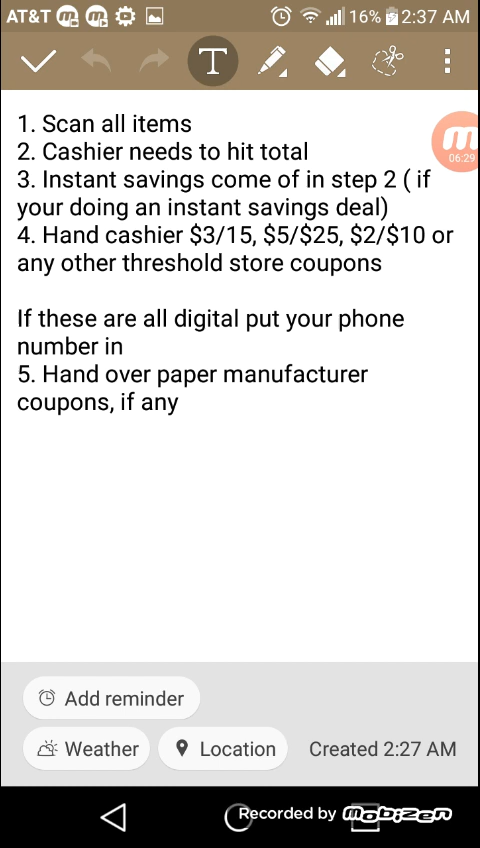 AT&T 16% 2:37 AM
T
06:29
1. Scan all items
2. Cashier needs to hit total
3. Instant savings come of in step 2 ( if
your doing an instant savings deal)
4. Hand cashier $3/15, $5/$25, $2/$10 or
any other threshold store coupons
If these are all digital put your phone
number in
5. Hand over paper manufacturer
coupons, if any
Add reminder
Weather Location Created 2:27 AM
Recorded by Mobizen